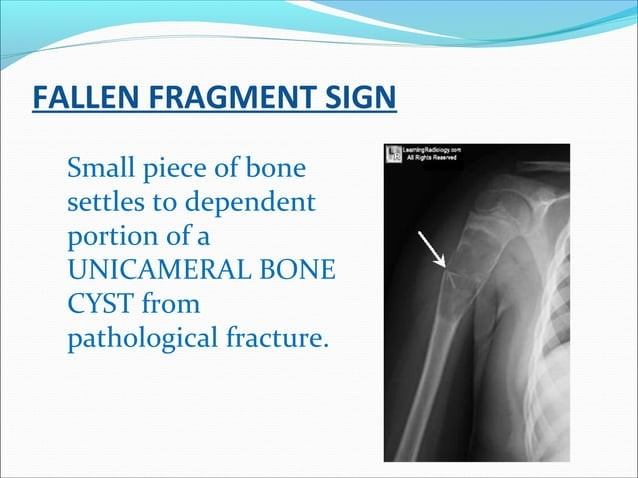 FALLEN FRAGMENT SIGN
Small piece of bone
settles to dependent
portion of a
UNICAMERAL BONE
CYST from
pathological fracture.
LearningRadiology.com
All Rights Reserved